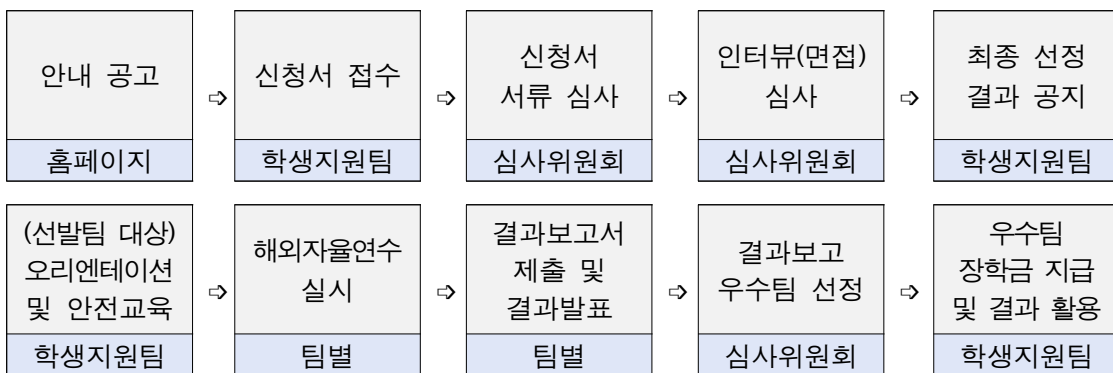 안내 공고
⇨
신청서 접수
⇨
신청서
서류 심사
⇨
인터뷰(면접)
심사
⇨
최종 선정
결과 공지
홈페이지
학생지원팀
심사위원회
심사위원회
학생지원팀
(선발팀 대상)
오리엔테이션
및 안전교육
⇨
해외자율연수
실시
⇨
결과보고서
제출 및
결과발표
⇨
결과보고
우수팀 선정
⇨
우수팀
장학금 지급
및 결과 활용
학생지원팀
팀별
팀별
심사위원회
학생지원팀